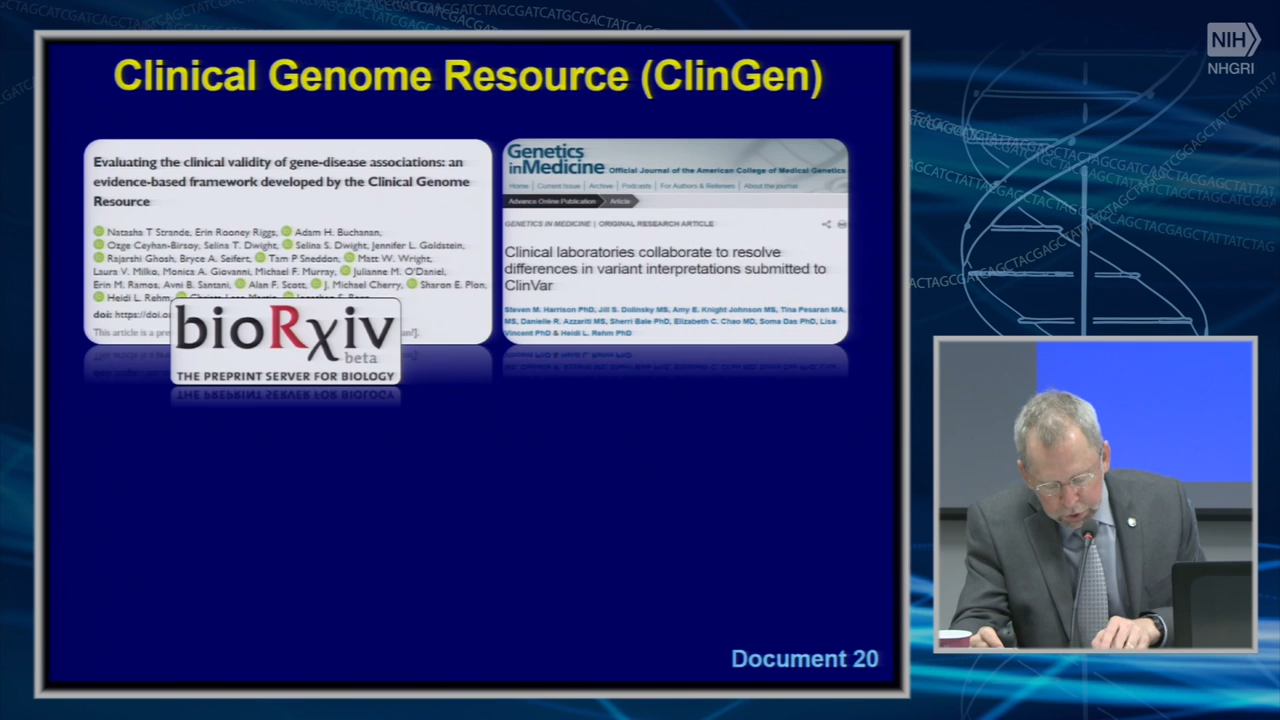 NIH
NHGRI
Clinical Genome Resource (ClinGen)
Evaluating the clinical validity of gene-disease associations: an
evidence-based framework developed by the Clinical Genome
Resource
Natasha T Strande, Erin Rooney Riggs, Adam H. Buchanan,
Ozge Ceyhan-Birsoy, Selina T. Dwight, Selina S. Dwight, Jennifer L. Goldstein,
Rajarshi Ghosh, Bryce A. Seifert, Tam P Sneddon, Matt W. Wright,
Laura V. Milko, Monica A. Giovanni, Michael F. Murray, Julianne M. O'Daniel,
Erin M. Ramos, Avni B. Santani, Alan F. Scott, J. Michael Cherry, Sharon E. Plon,
Heidi L. Rehm,
doi: https://doi.o
This article is a pre
bioRχiv
beta
THE PREPRINT SERVER FOR BIOLOGY
Genetics
inMedicine Official Journal of the American College of Medical Genetics
Home Current Issue Archive Podcasts For Authors & Referees About the journal
Advance Online Publication Article
GENETICS IN MEDICINE | ORIGINAL RESEARCH ARTICLE
Clinical laboratories collaborate to resolve
differences in variant interpretations submitted to
ClinVar
Steven M. Harrison PhD, Jill S. Dolinsky MS, Amy E. Knight Johnson MS, Tina Pesaran MA,
MS, Danielle R. Azzariti MS, Sherri Bale PhD, Elizabeth C. Chao MD, Soma Das PhD, Lisa
Vincent PhD & Heidi L. Rehm PhD
Document 20